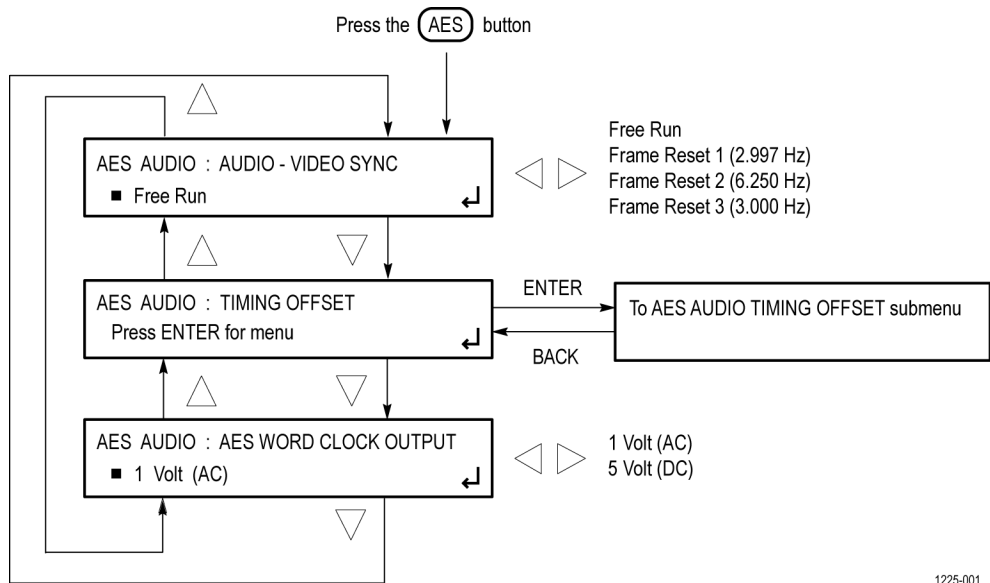 Press the AES button
AES AUDIO : AUDIO - VIDEO SYNC
■ Free Run
Free Run
Frame Reset 1 (2.997 Hz)
Frame Reset 2 (6.250 Hz)
Frame Reset 3 (3.000 Hz)
AES AUDIO : TIMING OFFSET
Press ENTER for menu
ENTER
BACK
To AES AUDIO TIMING OFFSET submenu
AES AUDIO : AES WORD CLOCK OUTPUT
■ 1 Volt (AC)
1 Volt (AC)
5 Volt (DC)
1225-001